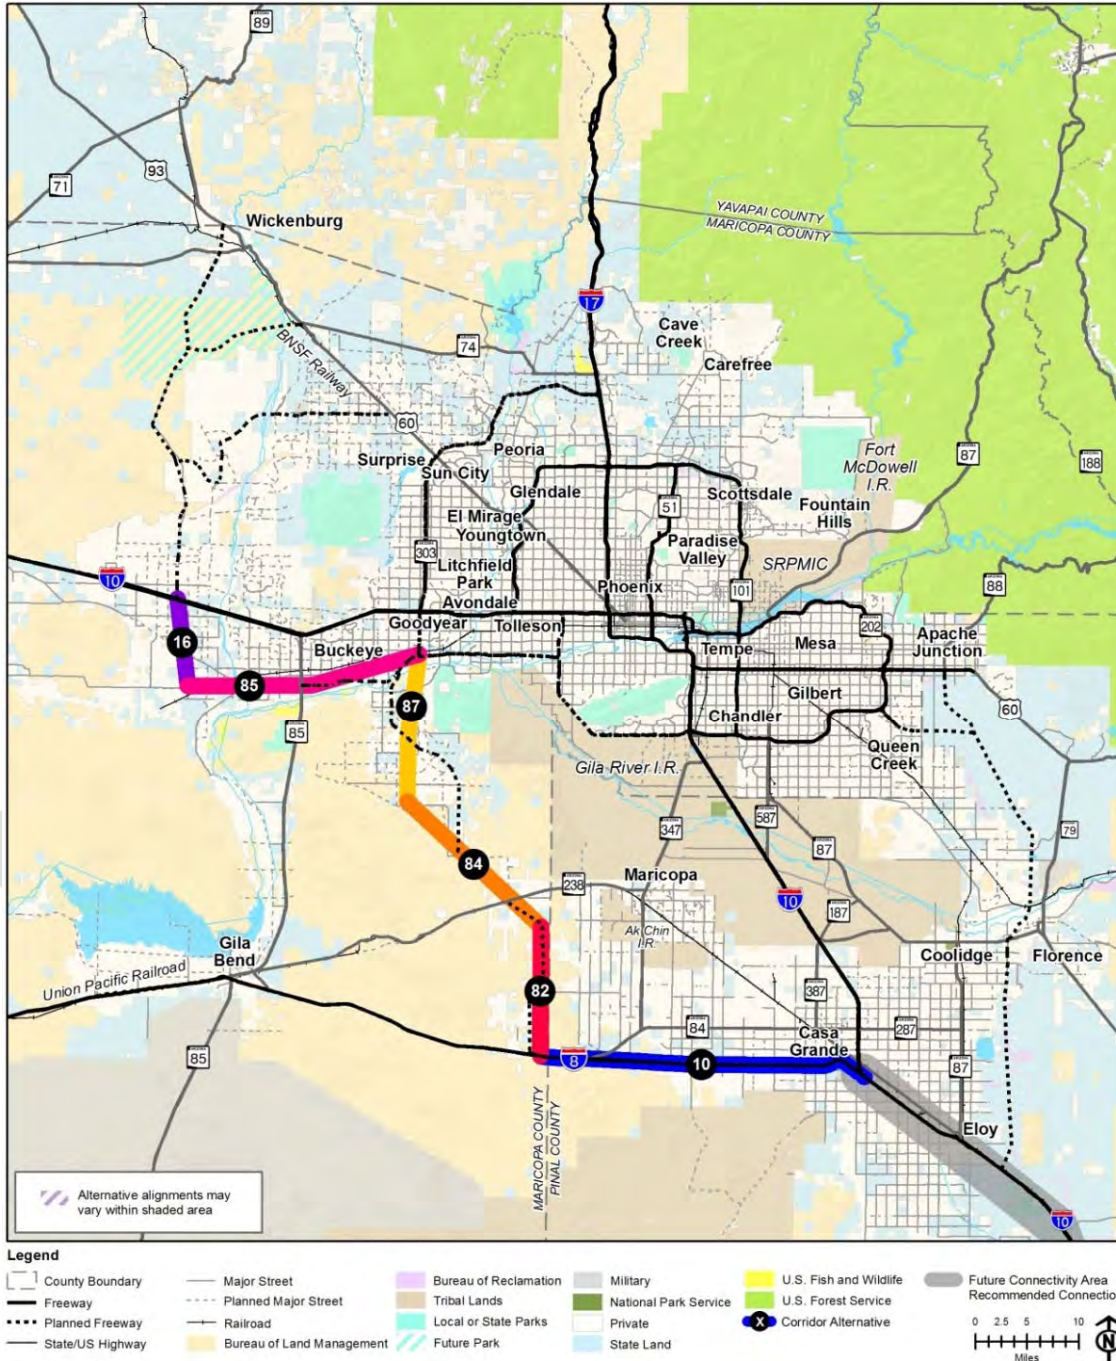 ARIZONA
89
93
ARIZONA
71
Wickenburg
YAVAPAI COUNTY
MARICOPA COUNTY
17
Cave
Creek
BNSF Railway
74
Carefree
60
Peoria
Surprise
Sun City
Fort
McDowell
I.R.
87
188
Glendale
Scottsdale
Fountain
Hills
51
El Mirage
Youngtown
303
Paradise
Valley
SRPMIC
Litchfield
Park
10
Phoenix
101
88
Avondale
Goodyear
Tolleson
202
16
Buckeye
Tempe
Mesa
Apache
Junction
85
Gilbert
87
Chandler
60
85
Queen
Creek
Gila River I.R.
347
587
79
87
84
238
Maricopa
10
187
Ak Chin
I.R.
Gila
Bend
Coolidge
Florence
Union Pacific Railroad
82
387
84
Casa
Grande
287
85
8
10
87
Eloy
MARICOPA COUNTY
PINAL COUNTY
Alternative alignments may
vary within shaded area
10
Legend
County Boundary
Freeway
Planned Freeway
State/US Highway
Major Street
Planned Major Street
Railroad
Bureau of Land Management
Bureau of Reclamation
Tribal Lands
Local or State Parks
Future Park
Military
National Park Service
Private
State Land
U.S. Fish and Wildlife
U.S. Forest Service
X Corridor Alternative
Future Connectivity Area
Recommended Connectio
0 2.5 5 10
Miles
N